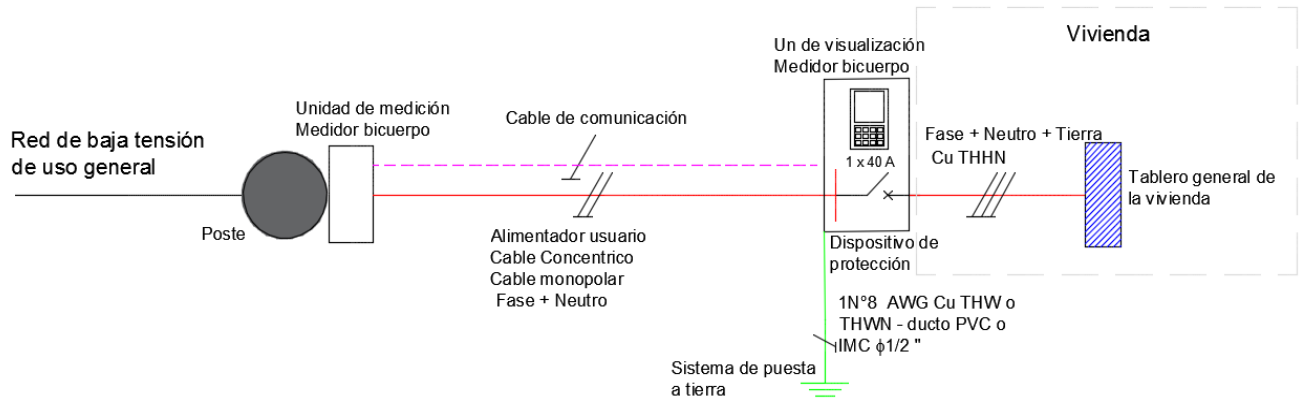 Red de baja tensión
de uso general
Poste
Unidad de medición
Medidor bicuerpo
Cable de comunicación
Alimentador usuario
Cable Concentrico
Cable monopolar
Fase + Neutro
Un de visualización
Medidor bicuerpo
1 x 40 A
Dispositivo de
protección
1N°8 AWG Cu THW o
THWN - ducto PVC o
IMC ϕ1/2 "
Sistema de puesta
a tierra
Vivienda
Fase + Neutro + Tierra
Cu THHN
Tablero general de
la vivienda